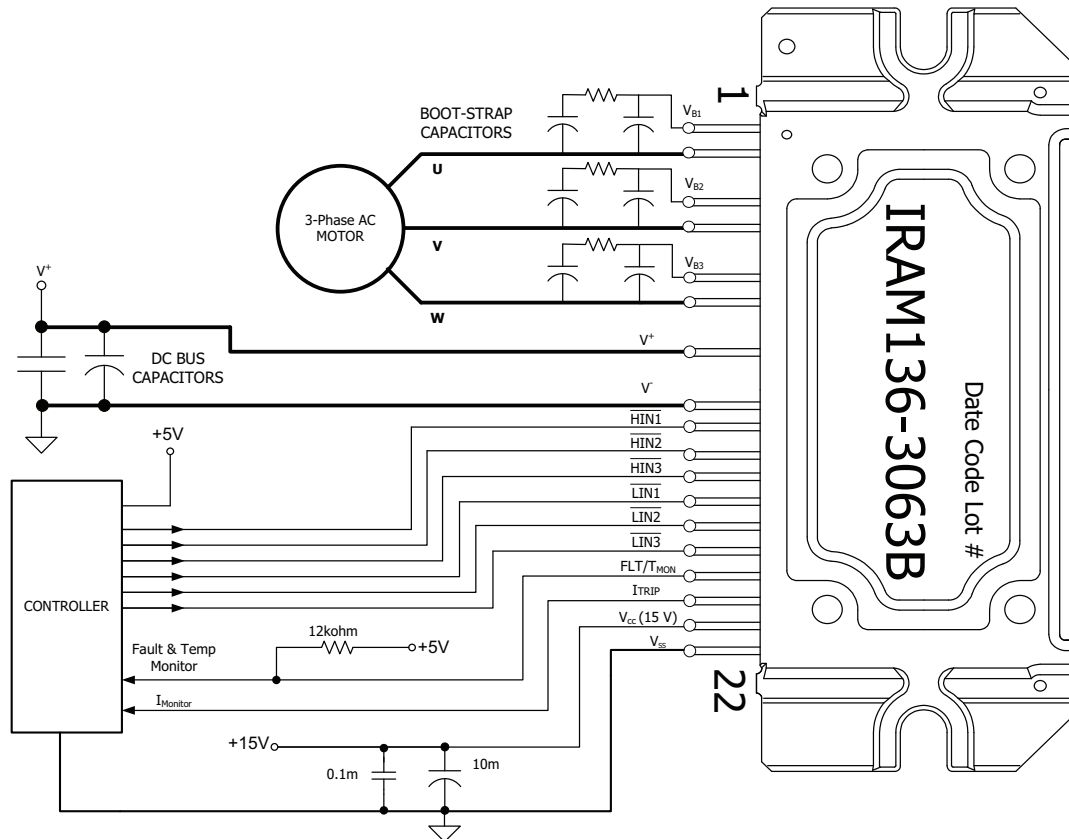 1
BOOT-STRAP
CAPACITORS
VB1
U
VB2
3-Phase AC
MOTOR
V
VB3
W
V+
V+
DC BUS
CAPACITORS
V-
+5V
HIN1
HIN2
HIN3
LIN1
LIN2
LIN3
FLT/TMON
ITRIP
VCC (15 V)
VSS
CONTROLLER
12kohm
+5V
Fault & Temp
Monitor
IMonitor
+15V
0.1m
10m
22
IRAM136-3063B
Date Code Lot #